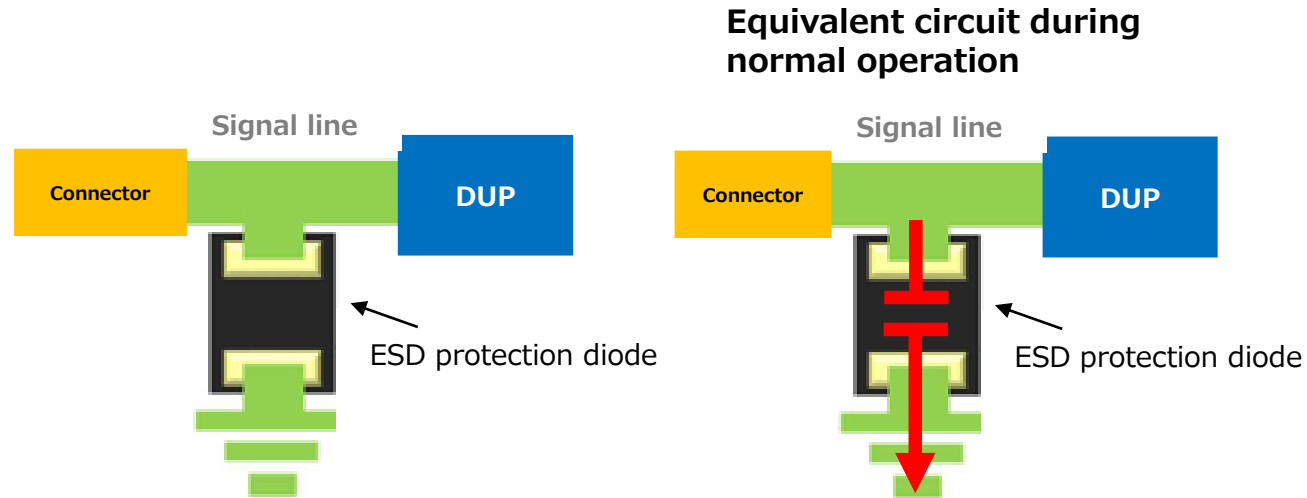 Equivalent circuit during
normal operation
Signal line
Connector
DUP
ESD protection diode
Signal line
Connector
DUP
ESD protection diode